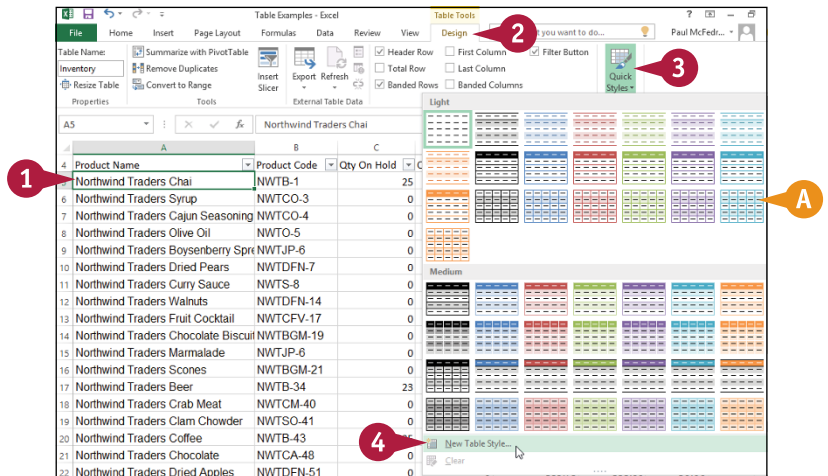 Table Examples - Excel
Table Tools
File Home Insert Page Layout Formulas Data Review View Design you want to do... Paul McFedr...
2
Table Name:
Inventory
Resize Table
Properties
Summarize with PivotTable
Remove Duplicates
Convert to Range
Tools
Insert Slicer
Export
Refresh
External Table Data
Header Row
Total Row
Banded Rows
First Column
Last Column
Banded Columns
Filter Button
Quick Styles
3
A5 fx Northwind Traders Chai
Light
A
Medium
A B C
4 Product Name Product Code Qty On Hold
1
Northwind Traders Chai NWTB-1 25
6 Northwind Traders Syrup NWTCO-3 0
7 Northwind Traders Cajun Seasoning NWTCO-4 0
8 Northwind Traders Olive Oil NWTO-5 0
9 Northwind Traders Boysenberry Spre NWTJP-6 0
10 Northwind Traders Dried Pears NWTDFN-7 0
11 Northwind Traders Curry Sauce NWTS-8 0
12 Northwind Traders Walnuts NWTDFN-14 0
13 Northwind Traders Fruit Cocktail NWTCFV-17 0
14 Northwind Traders Chocolate Biscuit NWTBGM-19 0
15 Northwind Traders Marmalade NWTJP-6 0
16 Northwind Traders Scones NWTBGM-21 0
17 Northwind Traders Beer NWTB-34 23
18 Northwind Traders Crab Meat NWTCM-40 0
19 Northwind Traders Clam Chowder NWTSO-41 0
20 Northwind Traders Coffee NWTB-43
21 Northwind Traders Chocolate NWTCA-48 0
22 Northwind Traders Dried Apples NWTDFN-51 0
4
New Table Style...
Clear